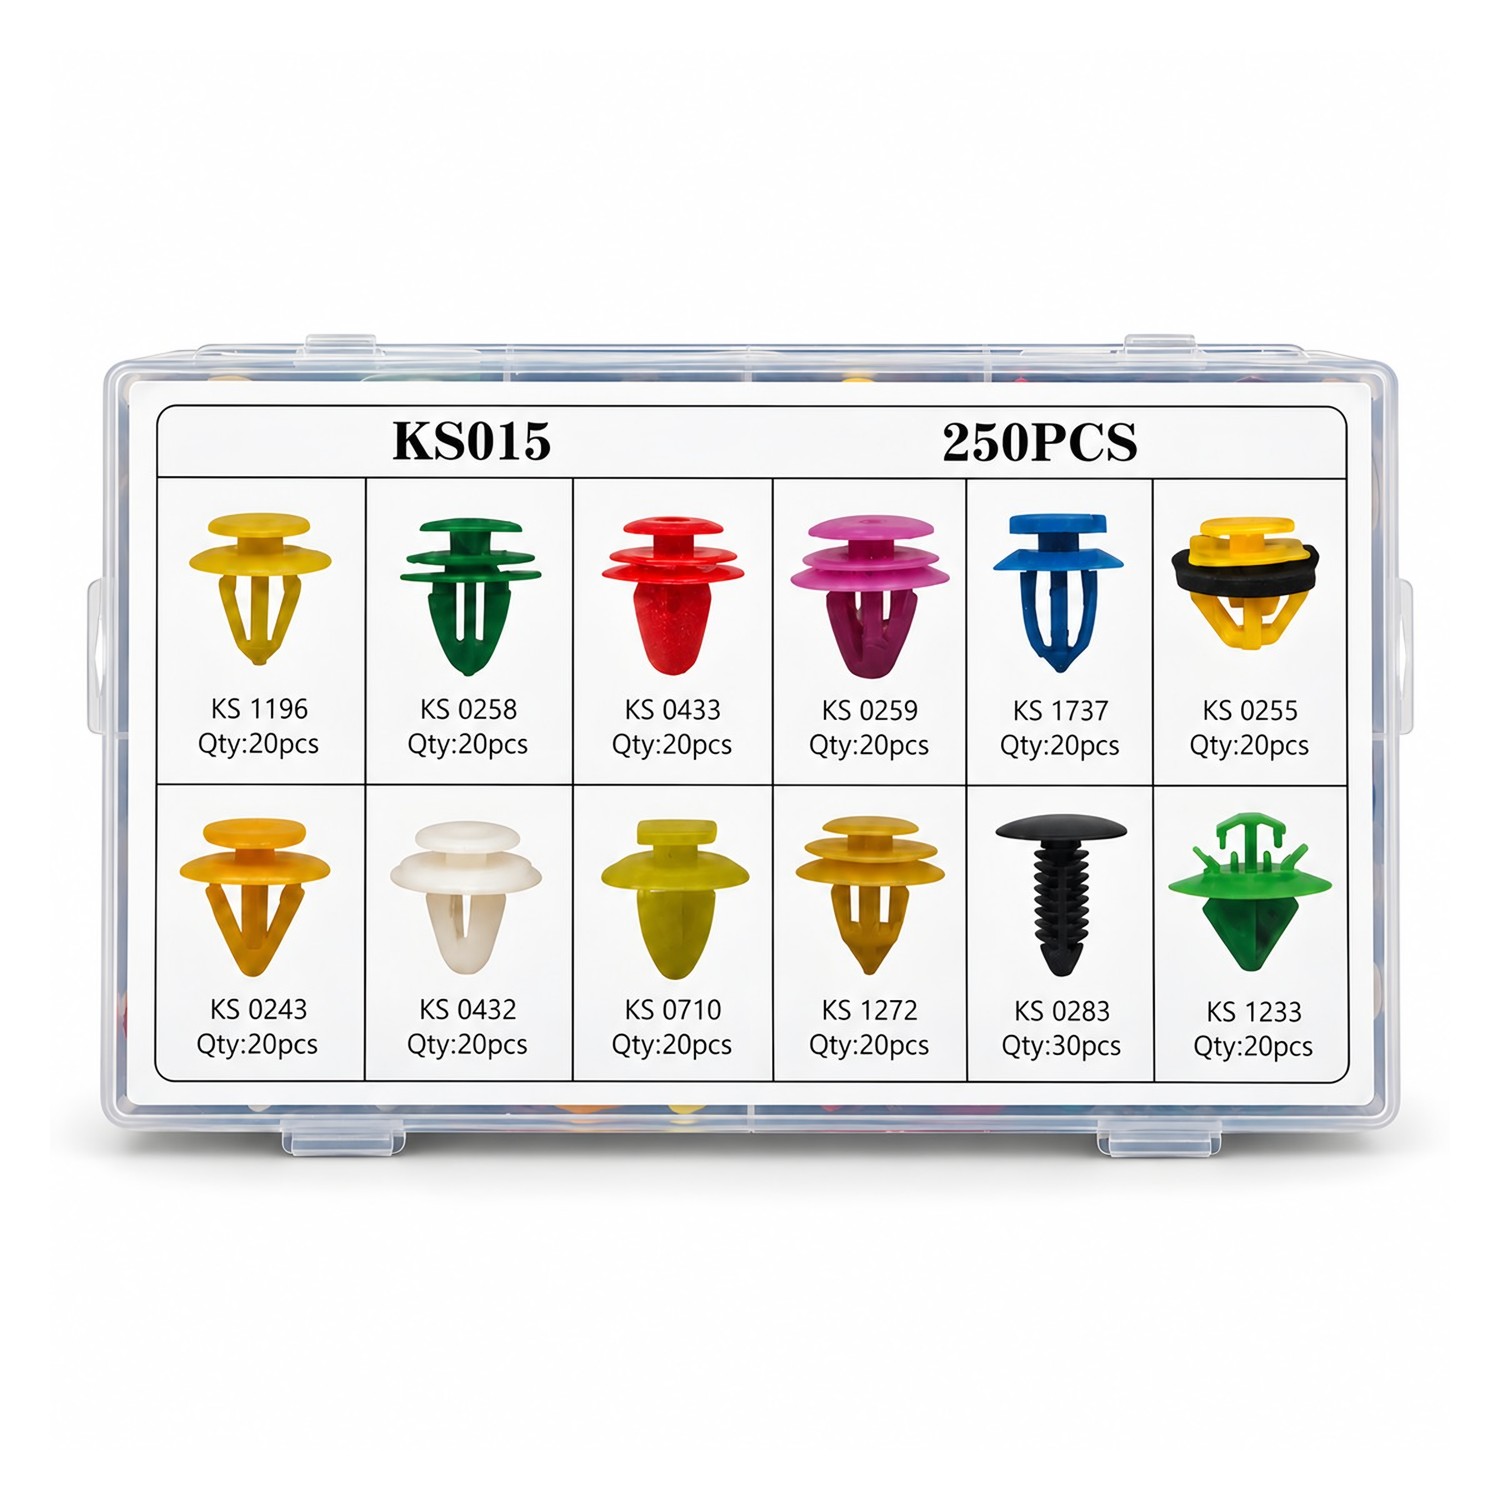 KS015 250PCS
KS 1196 KS 0258 KS 0433 KS 0259 KS 1737 KS 0255
Qty:20pcs Qty:20pcs Qty:20pcs Qty:20pcs Qty:20pcs Qty:20pcs
KS 0243 KS 0432 KS 0710 KS 1272 KS 0283 KS 1233
Qty:20pcs Qty:20pcs Qty:20pcs Qty:20pcs Qty:30pcs Qty:20pcs